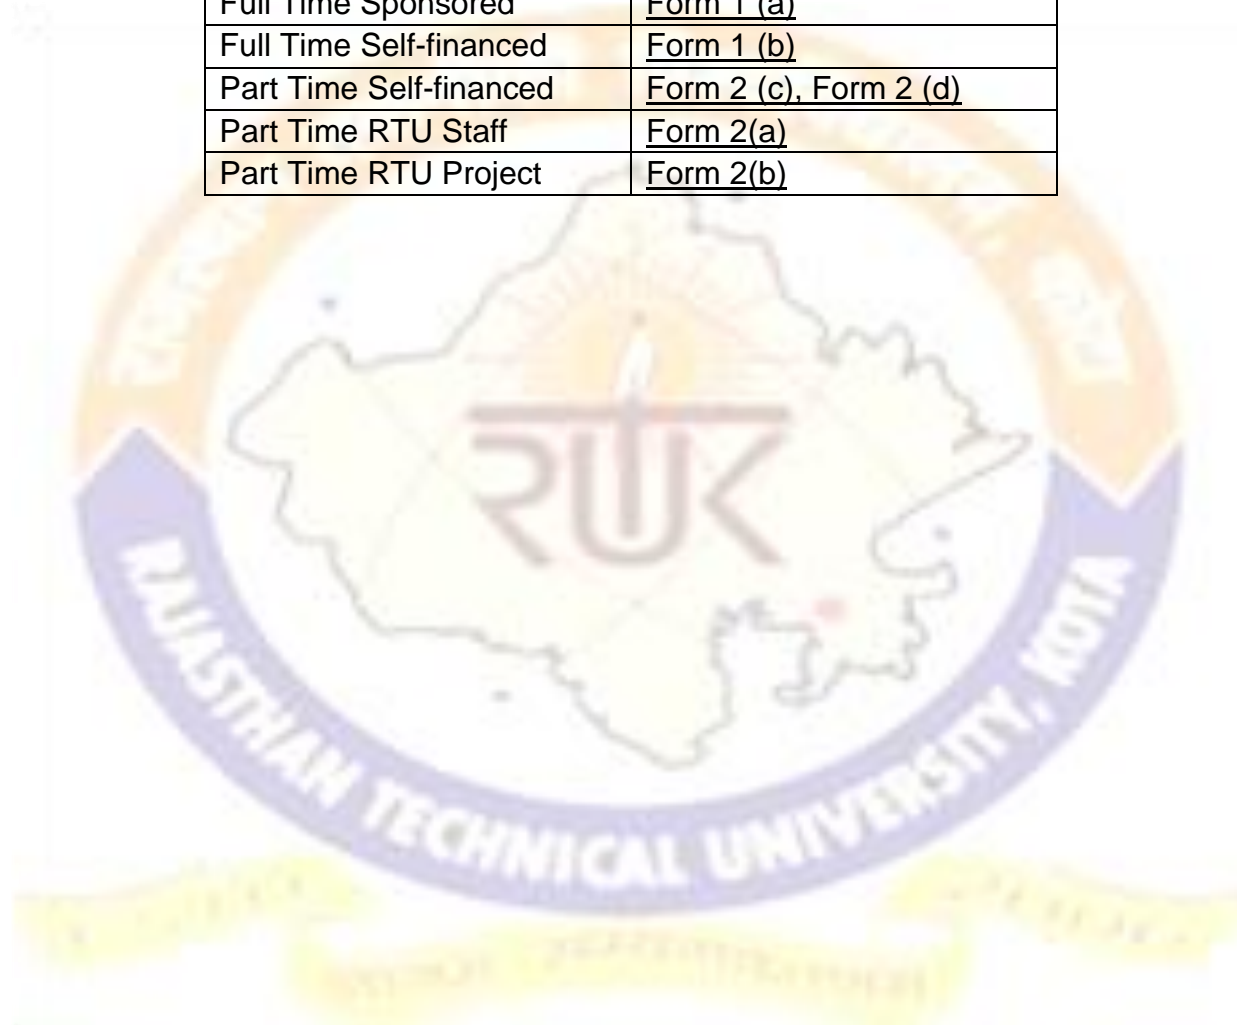 Full Time Sponsored Form 1 (a)
Full Time Self-financed Form 1 (b)
Part Time Self-financed Form 2 (c), Form 2 (d)
Part Time RTU Staff Form 2(a)
Part Time RTU Project Form 2(b)
RAJASTHAN TECHNICAL UNIVERSITY, KOTA